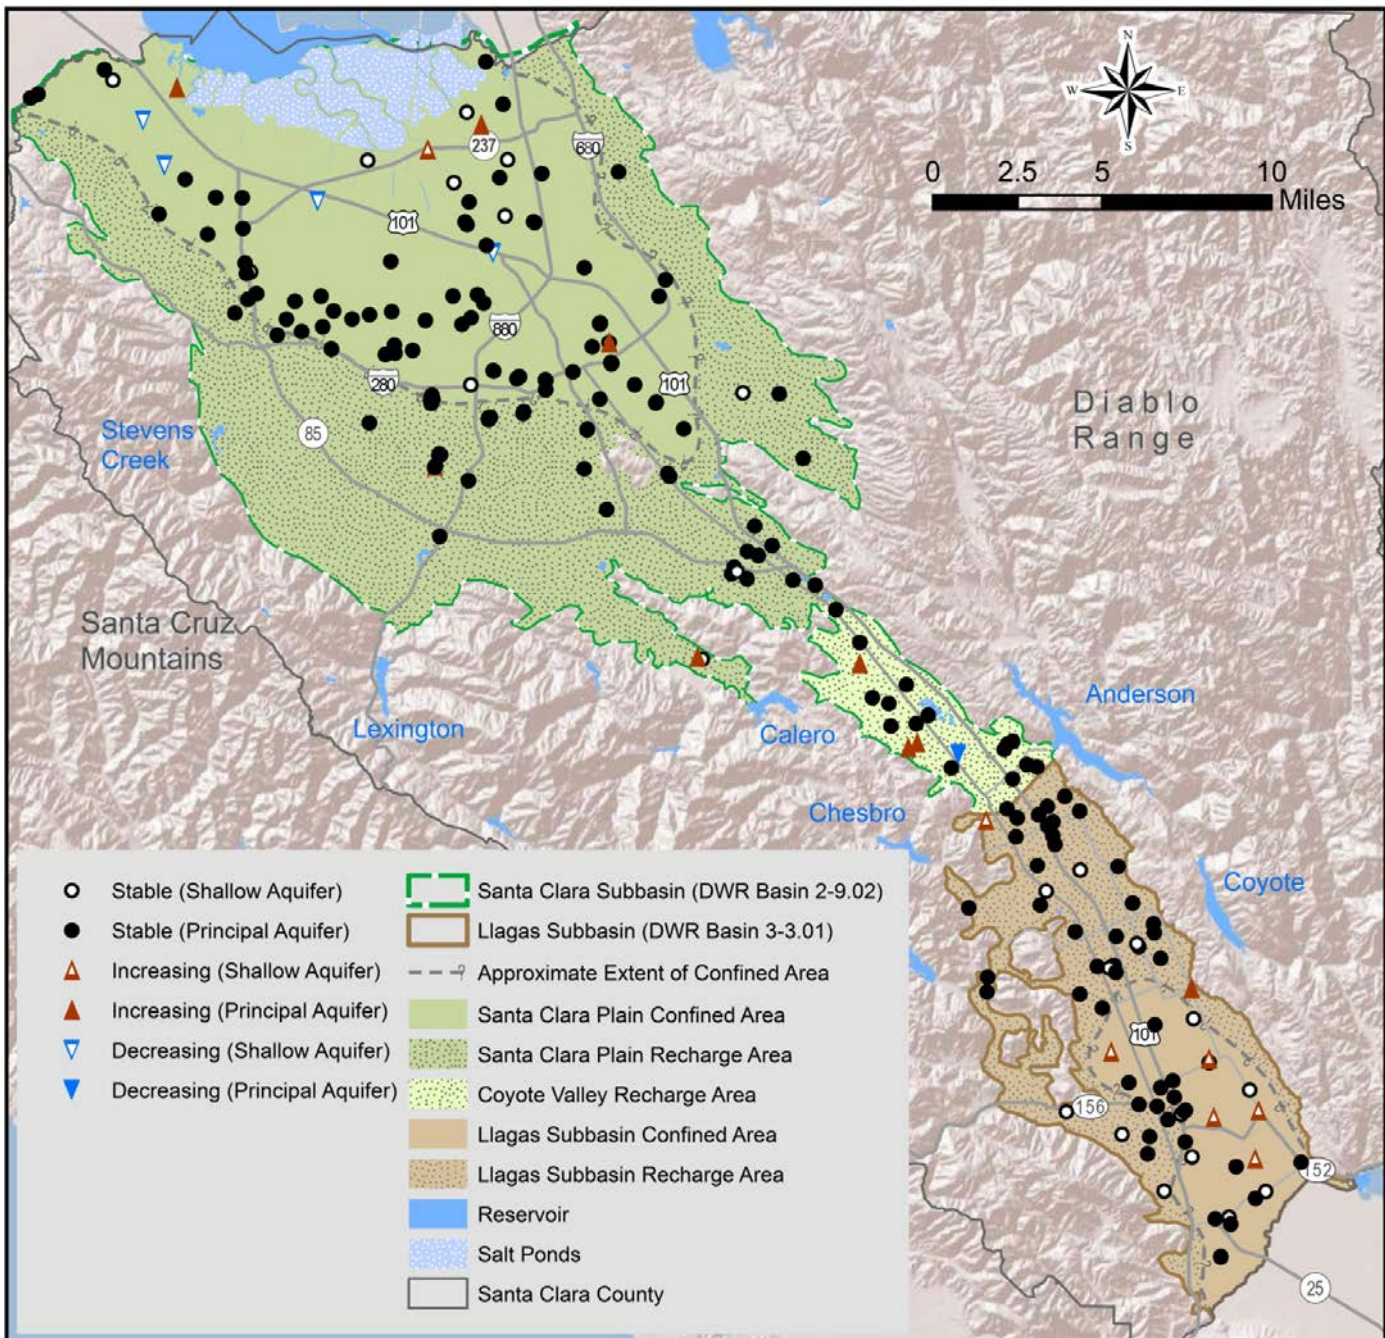 N
W E
S
0 2.5 5 10
Miles
237
680
101
880
280
101
85
Stevens
Creek
Diablo
Range
Santa Cruz
Mountains
Lexington
Calero
Anderson
Chesbro
Coyote
101
156
152
25
Stable (Shallow Aquifer)
Stable (Principal Aquifer)
Increasing (Shallow Aquifer)
Increasing (Principal Aquifer)
Decreasing (Shallow Aquifer)
Decreasing (Principal Aquifer)
Santa Clara Subbasin (DWR Basin 2-9.02)
Llagas Subbasin (DWR Basin 3-3.01)
Approximate Extent of Confined Area
Santa Clara Plain Confined Area
Santa Clara Plain Recharge Area
Coyote Valley Recharge Area
Llagas Subbasin Confined Area
Llagas Subbasin Recharge Area
Reservoir
Salt Ponds
Santa Clara County